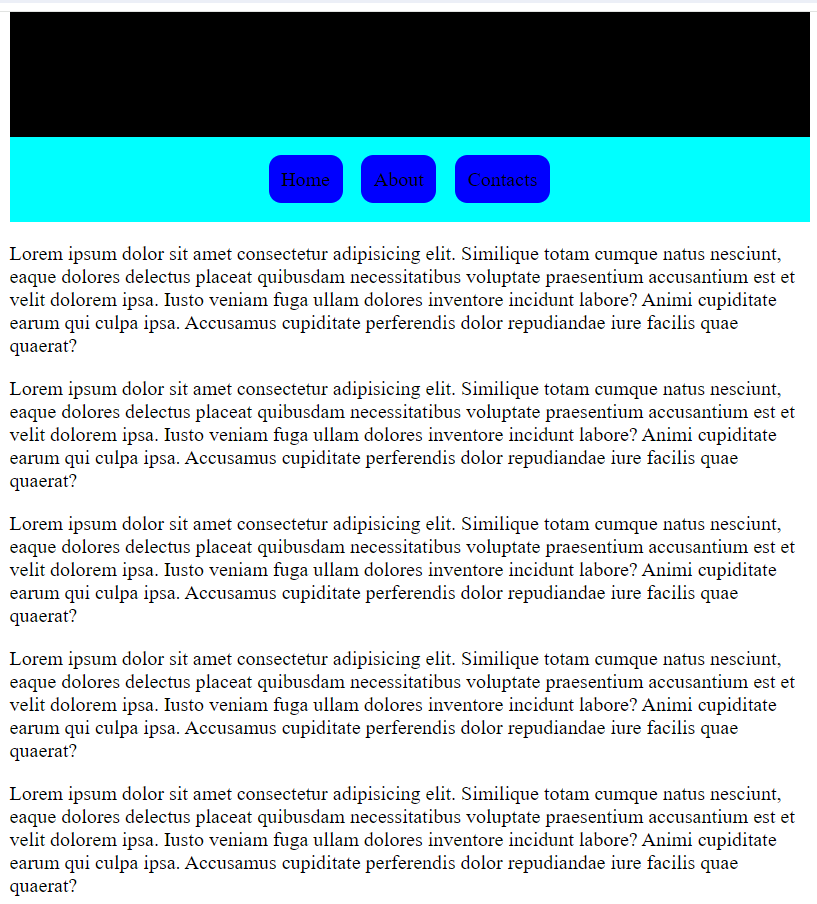 Home About Contacts
Lorem ipsum dolor sit amet consectetur adipisicing elit. Similique totam cumque natus nesciunt,
eaque dolores delectus placeat quibusdam necessitatibus voluptate praesentium accusantium est et
velit dolorem ipsa. Iusto veniam fuga ullam dolores inventore incidunt labore? Animi cupiditate
earum qui culpa ipsa. Accusamus cupiditate perferendis dolor repudiandae iure facilis quae
quaerat?
Lorem ipsum dolor sit amet consectetur adipisicing elit. Similique totam cumque natus nesciunt,
eaque dolores delectus placeat quibusdam necessitatibus voluptate praesentium accusantium est et
velit dolorem ipsa. Iusto veniam fuga ullam dolores inventore incidunt labore? Animi cupiditate
earum qui culpa ipsa. Accusamus cupiditate perferendis dolor repudiandae iure facilis quae
quaerat?
Lorem ipsum dolor sit amet consectetur adipisicing elit. Similique totam cumque natus nesciunt,
eaque dolores delectus placeat quibusdam necessitatibus voluptate praesentium accusantium est et
velit dolorem ipsa. Iusto veniam fuga ullam dolores inventore incidunt labore? Animi cupiditate
earum qui culpa ipsa. Accusamus cupiditate perferendis dolor repudiandae iure facilis quae
quaerat?
Lorem ipsum dolor sit amet consectetur adipisicing elit. Similique totam cumque natus nesciunt,
eaque dolores delectus placeat quibusdam necessitatibus voluptate praesentium accusantium est et
velit dolorem ipsa. Iusto veniam fuga ullam dolores inventore incidunt labore? Animi cupiditate
earum qui culpa ipsa. Accusamus cupiditate perferendis dolor repudiandae iure facilis quae
quaerat?
Lorem ipsum dolor sit amet consectetur adipisicing elit. Similique totam cumque natus nesciunt,
eaque dolores delectus placeat quibusdam necessitatibus voluptate praesentium accusantium est et
velit dolorem ipsa. Iusto veniam fuga ullam dolores inventore incidunt labore? Animi cupiditate
earum qui culpa ipsa. Accusamus cupiditate perferendis dolor repudiandae iure facilis quae
quaerat?